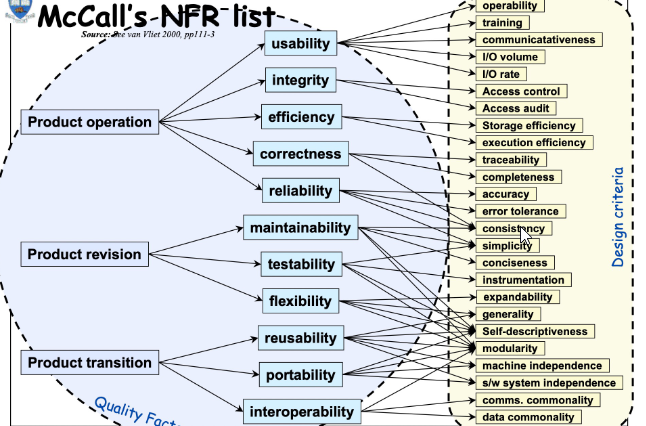 McCall's NFR list
Source: See van Vliet 2000, pp111-3
Product operation
Product revision
Product transition
usability
integrity
efficiency
correctness
reliability
maintainability
testability
flexibility
reusability
portability
interoperability
Quality
operability
training
communicatativeness
I/O volume
I/O rate
Access control
Access audit
Storage efficiency
execution efficiency
traceability
completeness
accuracy
error tolerance
consistency
simplicity
conciseness
instrumentation
expandability
generality
Self-descriptiveness
modularity
machine independence
s/w system independence
comms. commonality
data commonality
Design criteria